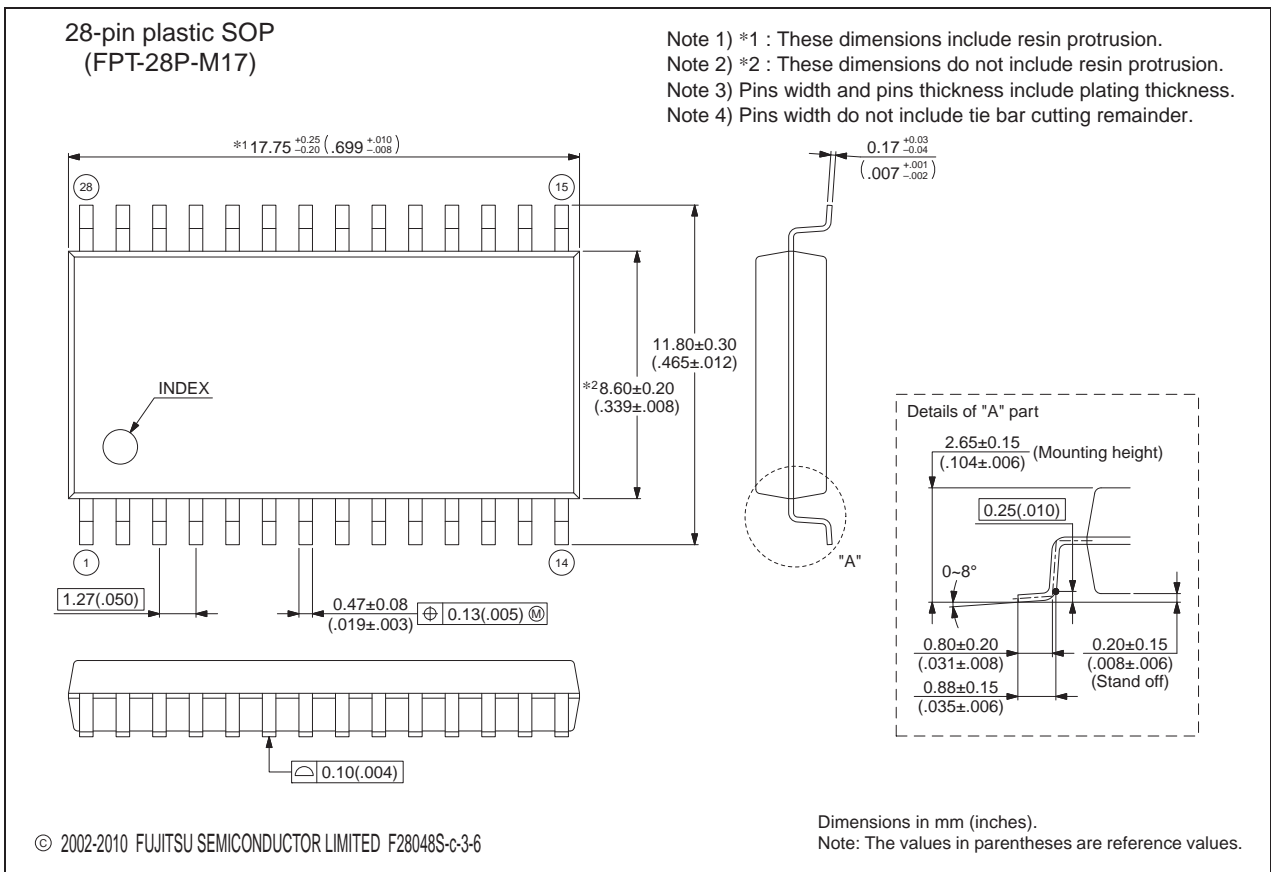 28-pin plastic SOP
(FPT-28P-M17)
Note 1) *1 : These dimensions include resin protrusion.
Note 2) *2 : These dimensions do not include resin protrusion.
Note 3) Pins width and pins thickness include plating thickness.
Note 4) Pins width do not include tie bar cutting remainder.
*1 17.75 +0.25 –0.20 (.699 +.010 –.008)
0.17 +0.03 –0.04
(.007 +.001 –.002)
28
15
11.80±0.30
(.465±.012)
*2 8.60±0.20
(.339±.008)
INDEX
1
14
"A"
1.27(.050)
0.47±0.08
(.019±.003)
⌖ 0.13(.005) Ⓜ
0.10(.004)
Details of "A" part
2.65±0.15
(.104±.006)
(Mounting height)
0.25(.010)
0~8°
0.80±0.20
(.031±.008)
0.88±0.15
(.035±.006)
0.20±0.15
(.008±.006)
(Stand off)
© 2002-2010 FUJITSU SEMICONDUCTOR LIMITED F28048S-c-3-6
Dimensions in mm (inches).
Note: The values in parentheses are reference values.